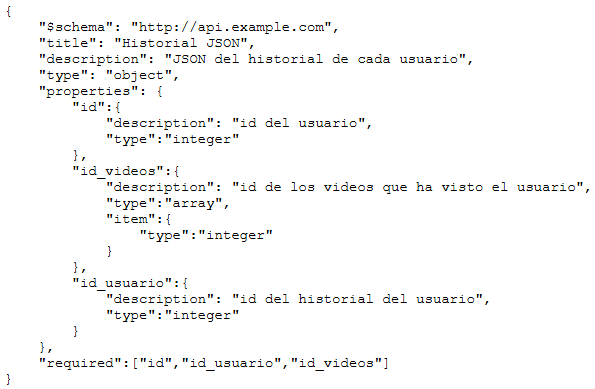 {
    "$schema": "http://api.example.com",
    "title": "Historial JSON",
    "description": "JSON del historial de cada usuario",
    "type": "object",
    "properties": {
        "id":{
            "description": "id del usuario",
            "type":"integer"
        },
        "id_videos":{
            "description": "id de los videos que ha visto el usuario",
            "type":"array",
            "item":{
                "type":"integer"
            }
        },
        "id_usuario":{
            "description": "id del historial del usuario",
            "type":"integer"
        }
    },
    "required":["id","id_usuario","id_videos"]
}